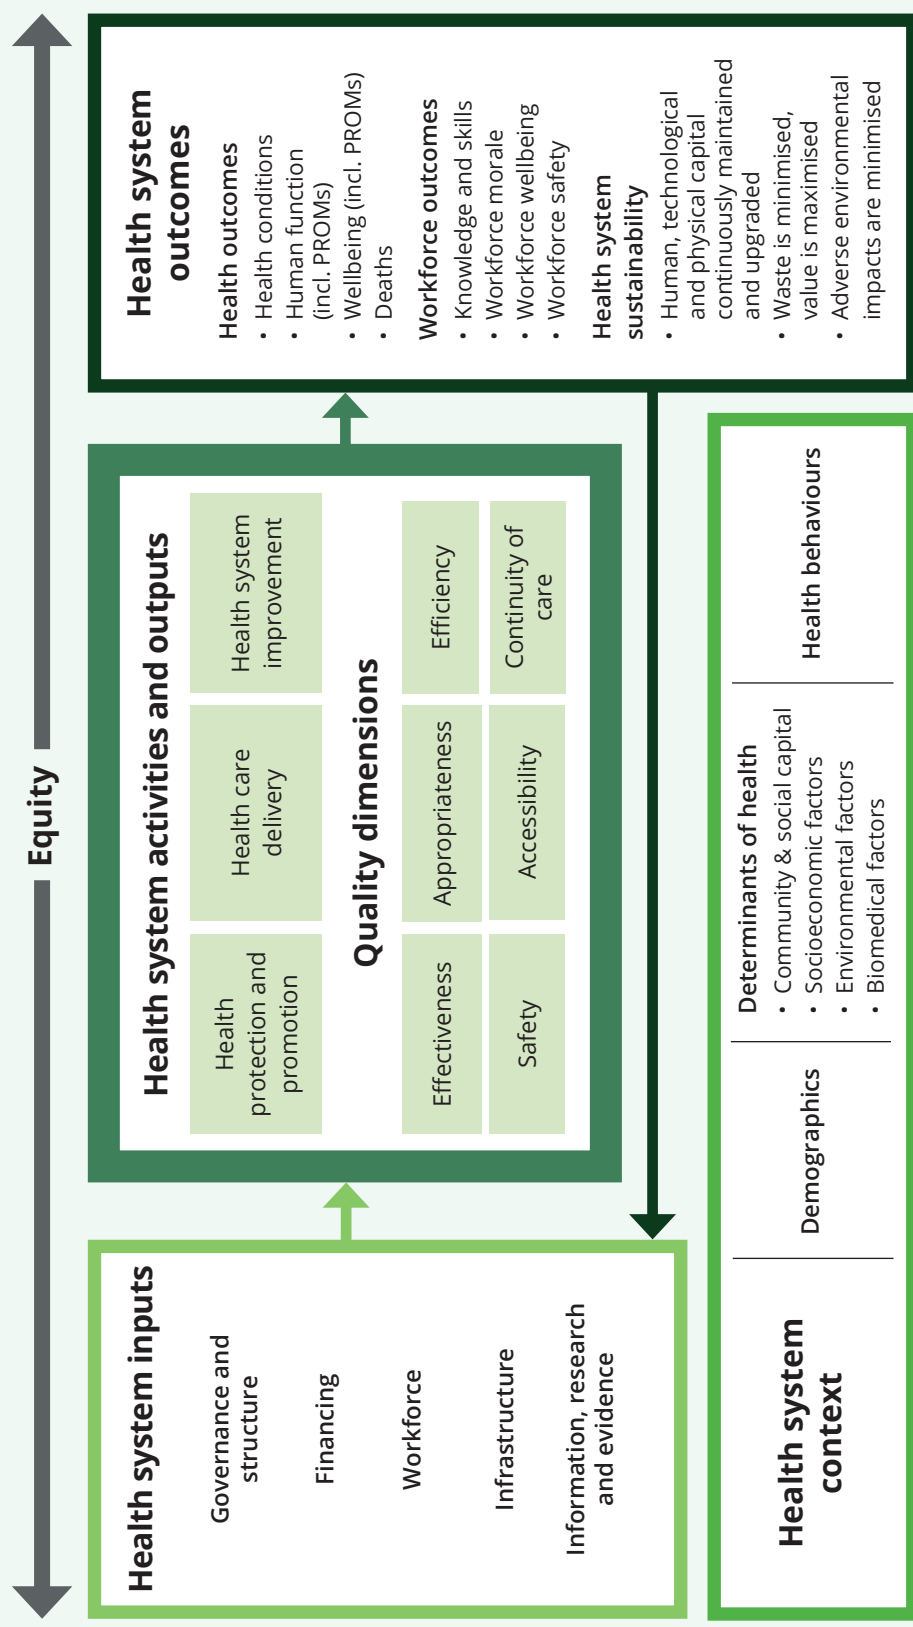 Equity
Health system inputs
Governance and
structure
Financing
Workforce
Infrastructure
Information, research
and evidence
Health system activities and outputs
Health
protection and
promotion
Health care
delivery
Health system
improvement
Quality dimensions
Effectiveness
Appropriateness
Efficiency
Safety
Accessibility
Continuity of
care
Health system
outcomes
Health outcomes
• Health conditions
• Human function
(incl. PROMs)
• Wellbeing (incl. PROMs)
• Deaths
Workforce outcomes
• Knowledge and skills
• Workforce morale
• Workforce wellbeing
• Workforce safety
Health system
sustainability
• Human, technological
and physical capital
continuously maintained
and upgraded
• Waste is minimised,
value is maximised
• Adverse environmental
impacts are minimised
Health system
context
Demographics
Determinants of health
• Community & social capital
• Socioeconomic factors
• Environmental factors
• Biomedical factors
Health behaviours